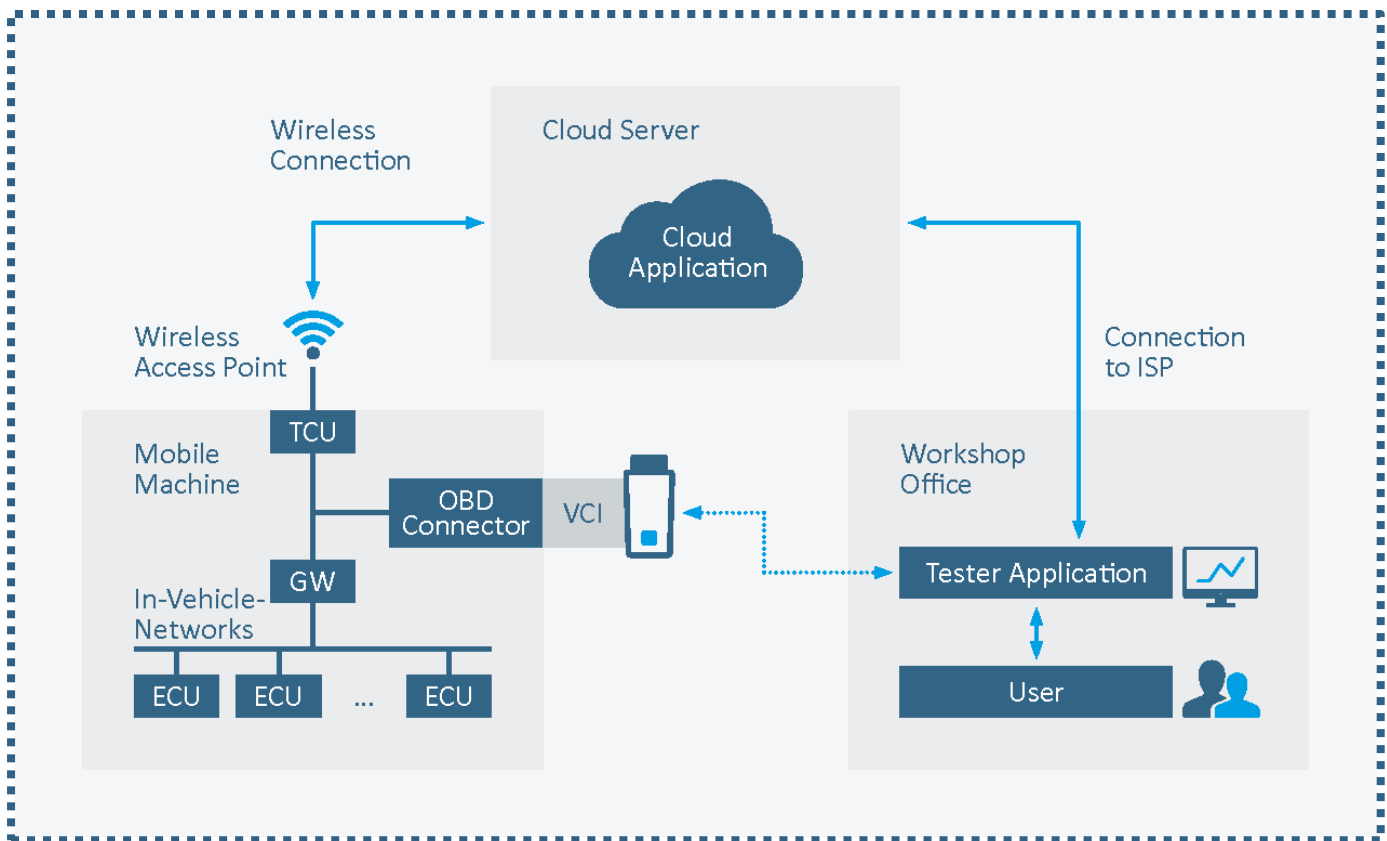 Wireless
Connection
Cloud Server
Cloud
Application
Wireless
Access Point
Connection
to ISP
TCU
Mobile
Machine
OBD
Connector
VCI
GW
In-Vehicle-
Networks
ECU
ECU
...
ECU
Workshop
Office
Tester Application
User